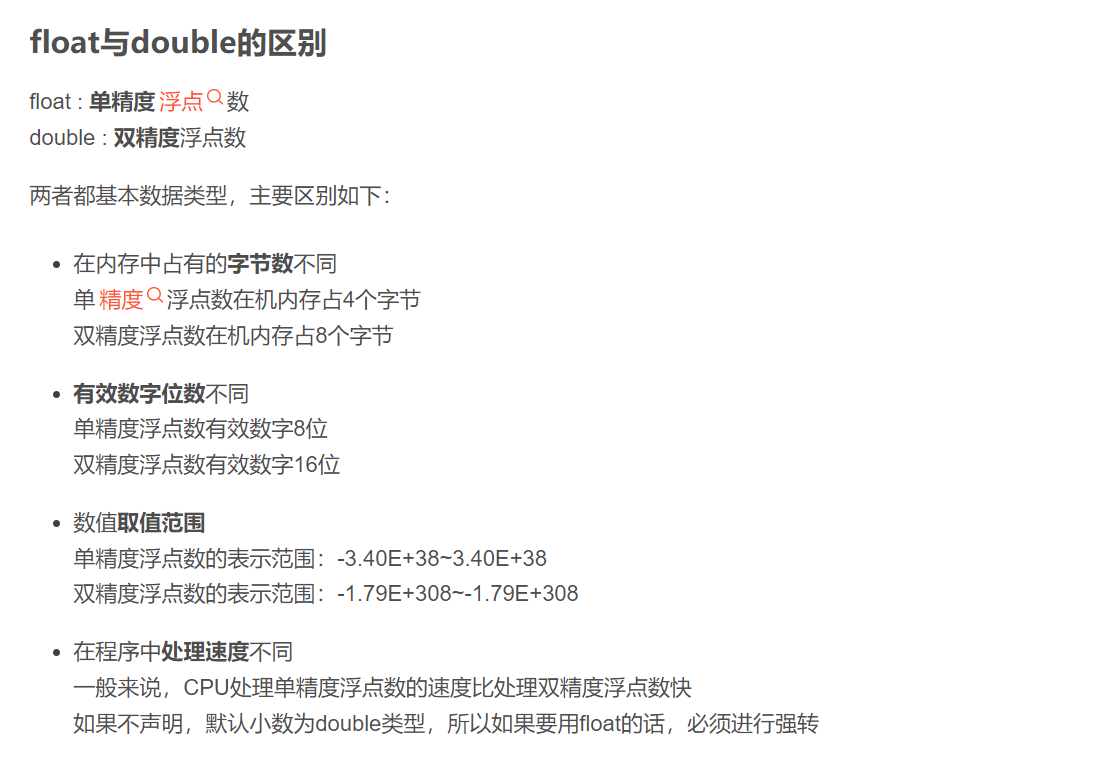 float与double的区别
float : 单精度浮点数
double : 双精度浮点数
两者都基本数据类型，主要区别如下：
在内存中占有的字节数不同
单精度浮点数在机内存占4个字节
双精度浮点数在机内存占8个字节
有效数字位数不同
单精度浮点数有效数字8位
双精度浮点数有效数字16位
数值取值范围
单精度浮点数的表示范围：-3.40E+38~3.40E+38
双精度浮点数的表示范围：-1.79E+308~-1.79E+308
在程序中处理速度不同
一般来说，CPU处理单精度浮点数的速度比处理双精度浮点数快
如果不声明，默认小数为double类型，所以如果要用float的话，必须进行强转